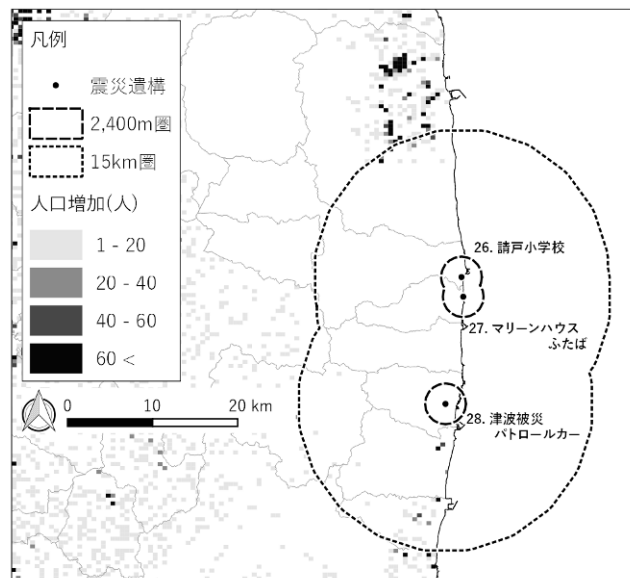 凡例
震災遺構
2,400m圏
15km圏
人口増加(人)
1 - 20
20 - 40
40 - 60
60 <
0 10 20 km
26. 請戸小学校
27. マリーンハウス
ふたば
28. 津波被災
パトロールカー